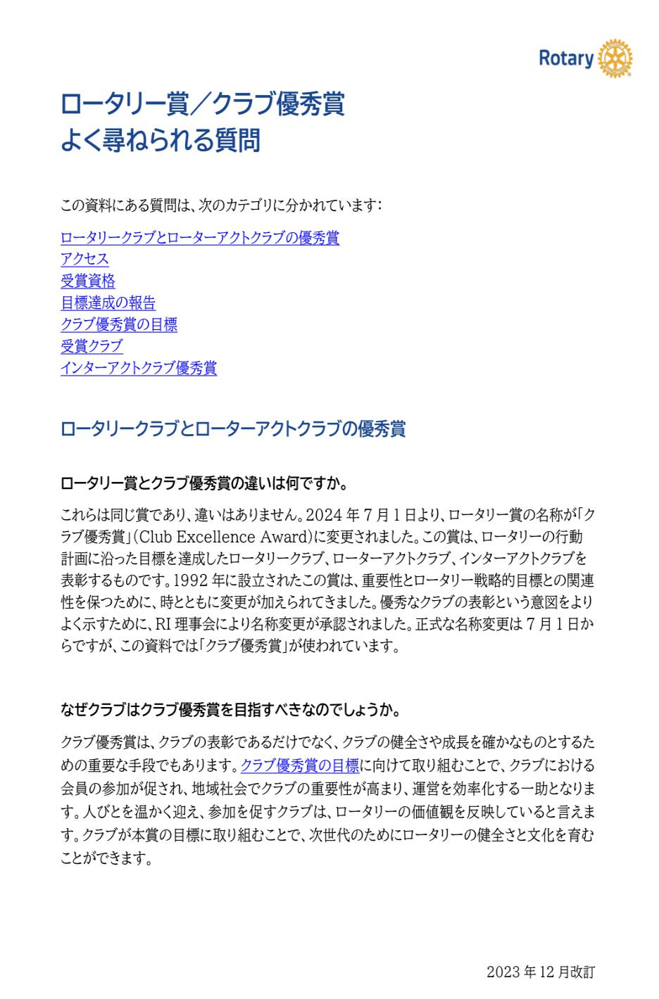 Rotary
ロータリー賞／クラブ優秀賞
よく尋ねられる質問
この資料にある質問は、次のカテゴリに分かれています：
ロータリークラブとローターアクトクラブの優秀賞
アクセス
受賞資格
目標達成の報告
クラブ優秀賞の目標
受賞クラブ
インターアクトクラブ優秀賞
ロータリークラブとローターアクトクラブの優秀賞
ロータリー賞とクラブ優秀賞の違いは何ですか。
これらは同じ賞であり、違いはありません。2024 年 7 月 1 日より、ロータリー賞の名称が「ク
ラブ優秀賞」（Club Excellence Award）に変更されました。この賞は、ロータリーの行動
計画に沿った目標を達成したロータリークラブ、ローターアクトクラブ、インターアクトクラブを
表彰するものです。1992 年に設立されたこの賞は、重要性とロータリー戦略的目標との関連
性を保つために、時とともに変更が加えられてきました。優秀なクラブの表彰という意図をより
よく示すために、RI 理事会により名称変更が承認されました。正式な名称変更は 7 月 1 日か
らですが、この資料では「クラブ優秀賞」が使われています。
なぜクラブはクラブ優秀賞を目指すべきなのでしょうか。
クラブ優秀賞は、クラブの表彰であるだけでなく、クラブの健全さや成長を確かなものとするた
めの重要な手段でもあります。クラブ優秀賞の目標に向けて取り組むことで、クラブにおける
会員の参加が促され、地域社会でクラブの重要性が高まり、運営を効率化する一助となりま
す。人びとを温かく迎え、参加を促すクラブは、ロータリーの価値観を反映していると言えま
す。クラブが本賞の目標に取り組むことで、次世代のためにロータリーの健全さと文化を育む
ことができます。
2023 年 12 月改訂